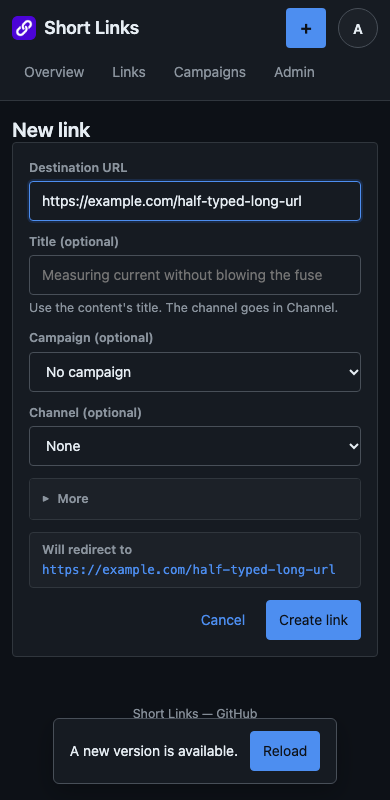 Short Links
+
A
Overview Links Campaigns Admin
New link
Destination URL
https://example.com/half-typed-long-url
Title (optional)
Measuring current without blowing the fuse
Use the content's title. The channel goes in Channel.
Campaign (optional)
No campaign
Channel (optional)
None
More
Will redirect to
https://example.com/half-typed-long-url
Cancel
Create link
Short Links — GitHub
A new version is available.
Reload